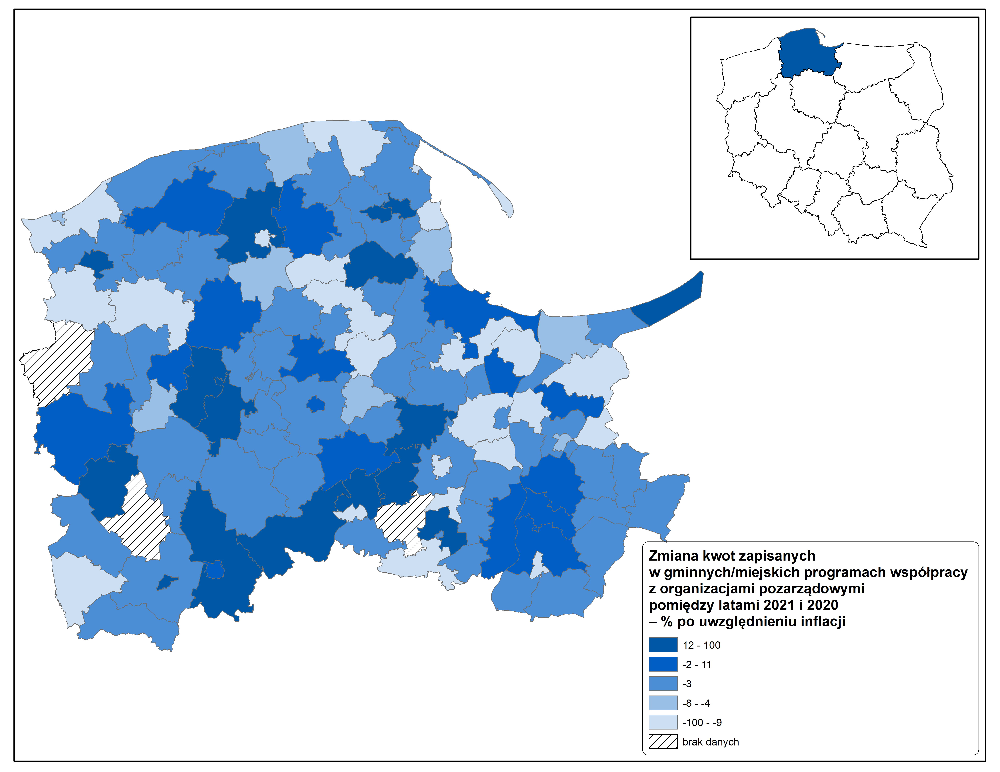 Zmiana kwot zapisanych
w gminnych/miejskich programach współpracy
z organizacjami pozarządowymi
pomiędzy latami 2021 i 2020
– % po uwzględnieniu inflacji
12 - 100
-2 - 11
-3
-8 - -4
-100 - -9
brak danych